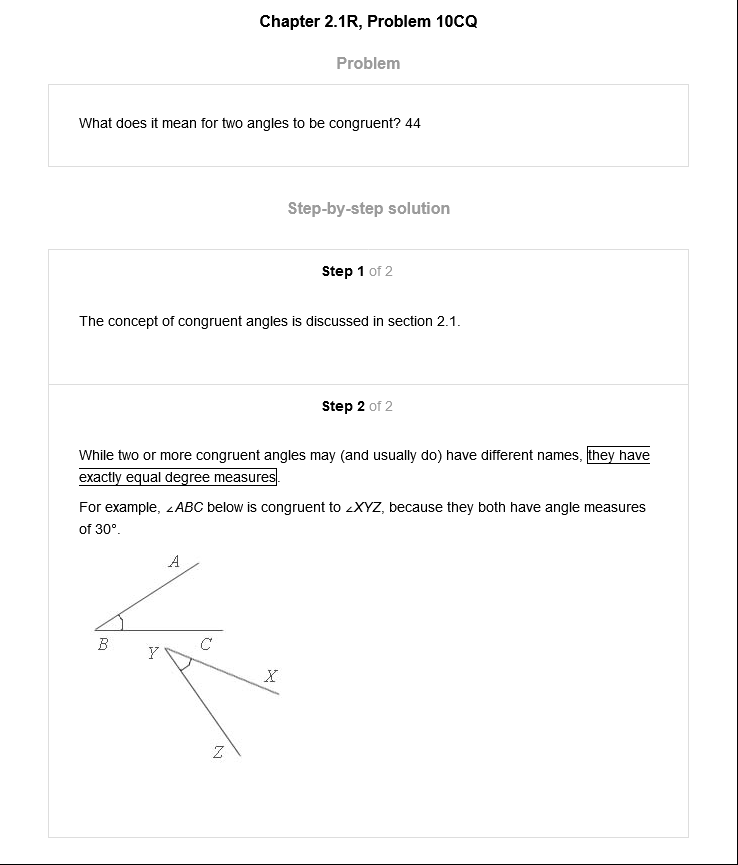 Chapter 2.1R, Problem 10CQ
Problem
What does it mean for two angles to be congruent? 44
Step-by-step solution
Step 1 of 2
The concept of congruent angles is discussed in section 2.1.
Step 2 of 2
While two or more congruent angles may (and usually do) have different names, they have
exactly equal degree measures.
For example, ∠ABC below is congruent to ∠XYZ, because they both have angle measures
of 30°.
A
B
C
Y
X
Z